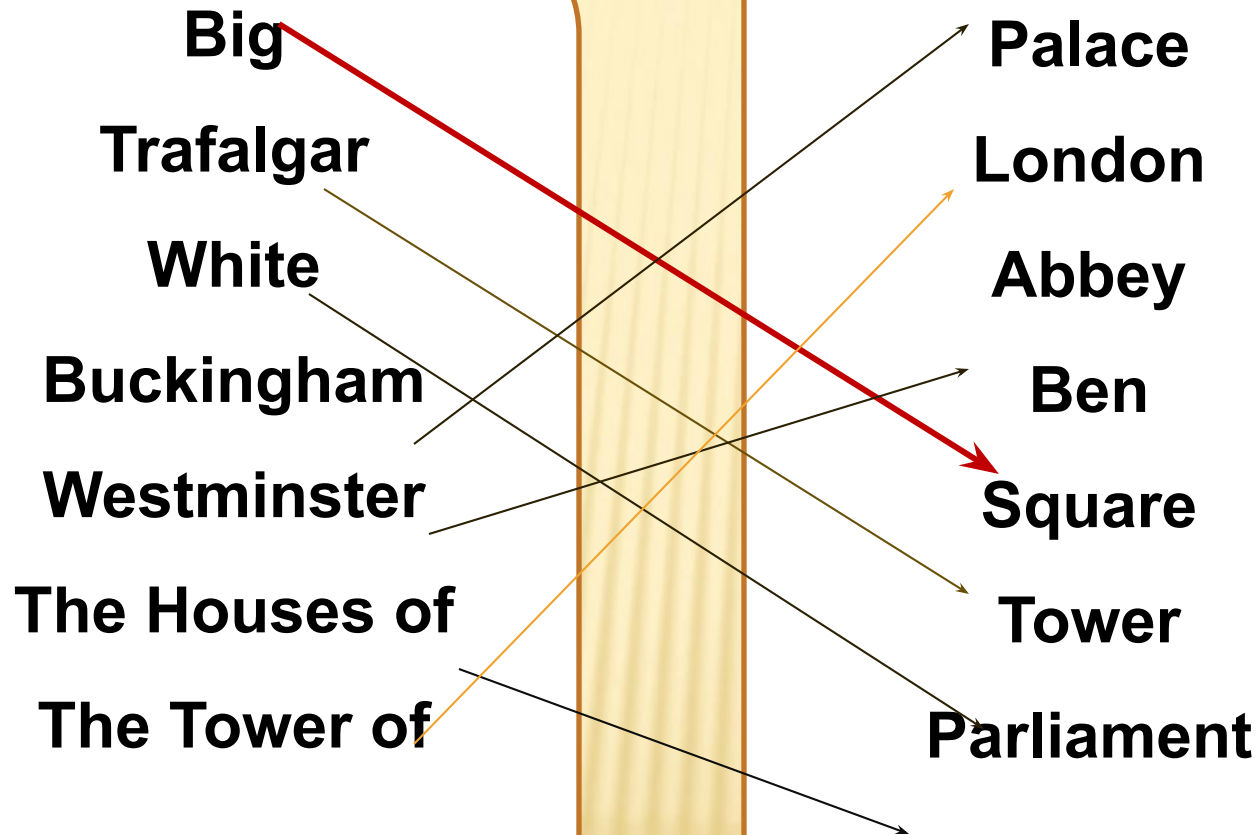 Big
Trafalgar
White
Buckingham
Westminster
The Houses of
The Tower of
Palace
London
Abbey
Ben
Square
Tower
Parliament